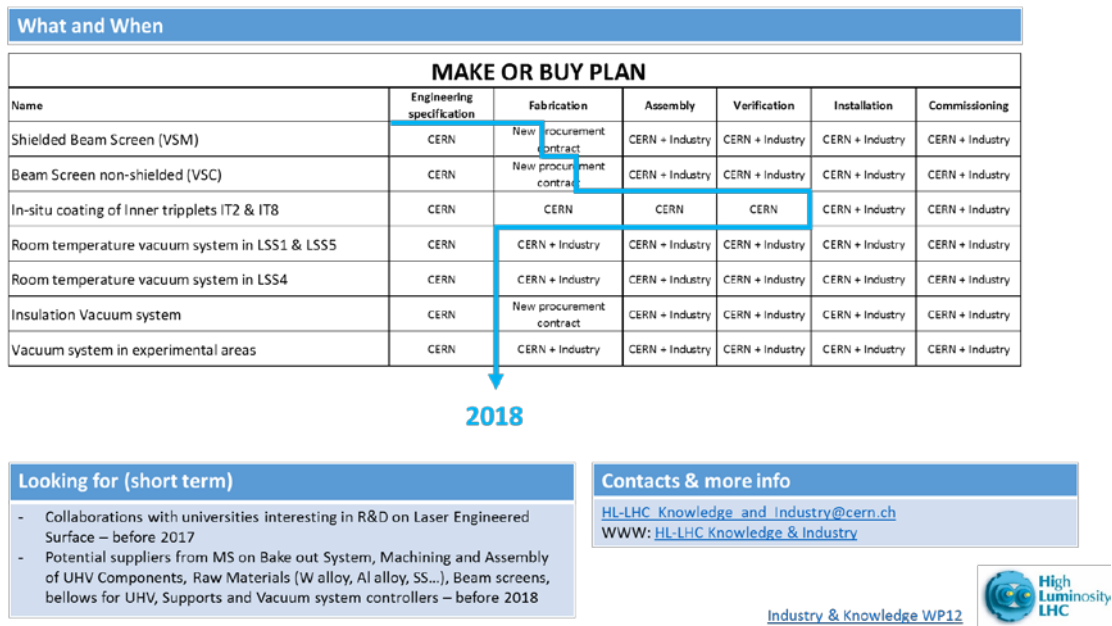 What and When
MAKE OR BUY PLAN
Name
Engineering
specification
Fabrication
Assembly
Verification
Installation
Commissioning
Shielded Beam Screen (VSM)
CERN
New procurement
contract
CERN + Industry
CERN + Industry
CERN + Industry
CERN + Industry
Beam Screen non-shielded (VSC)
CERN
New procurement
contract
CERN + Industry
CERN + Industry
CERN + Industry
CERN + Industry
In-situ coating of Inner tripplets IT2 & IT8
CERN
CERN
CERN
CERN
CERN + Industry
CERN + Industry
Room temperature vacuum system in LSS1 & LSS5
CERN
CERN + Industry
CERN + Industry
CERN + Industry
CERN + Industry
CERN + Industry
Room temperature vacuum system in LSS4
CERN
CERN + Industry
CERN + Industry
CERN + Industry
CERN + Industry
CERN + Industry
Insulation Vacuum system
CERN
New procurement
contract
CERN + Industry
CERN + Industry
CERN + Industry
CERN + Industry
Vacuum system in experimental areas
CERN
CERN + Industry
CERN + Industry
CERN + Industry
CERN + Industry
CERN + Industry
2018
Looking for (short term)
- Collaborations with universities interesting in R&D on Laser Engineered
Surface – before 2017
- Potential suppliers from MS on Bake out System, Machining and Assembly
of UHV Components, Raw Materials (W alloy, Al alloy, SS…), Beam screens,
bellows for UHV, Supports and Vacuum system controllers – before 2018
Contacts & more info
HL-LHC_Knowledge_and_Industry@cern.ch
WWW: HL-LHC Knowledge & Industry
Industry & Knowledge WP12
High
Luminosity
LHC